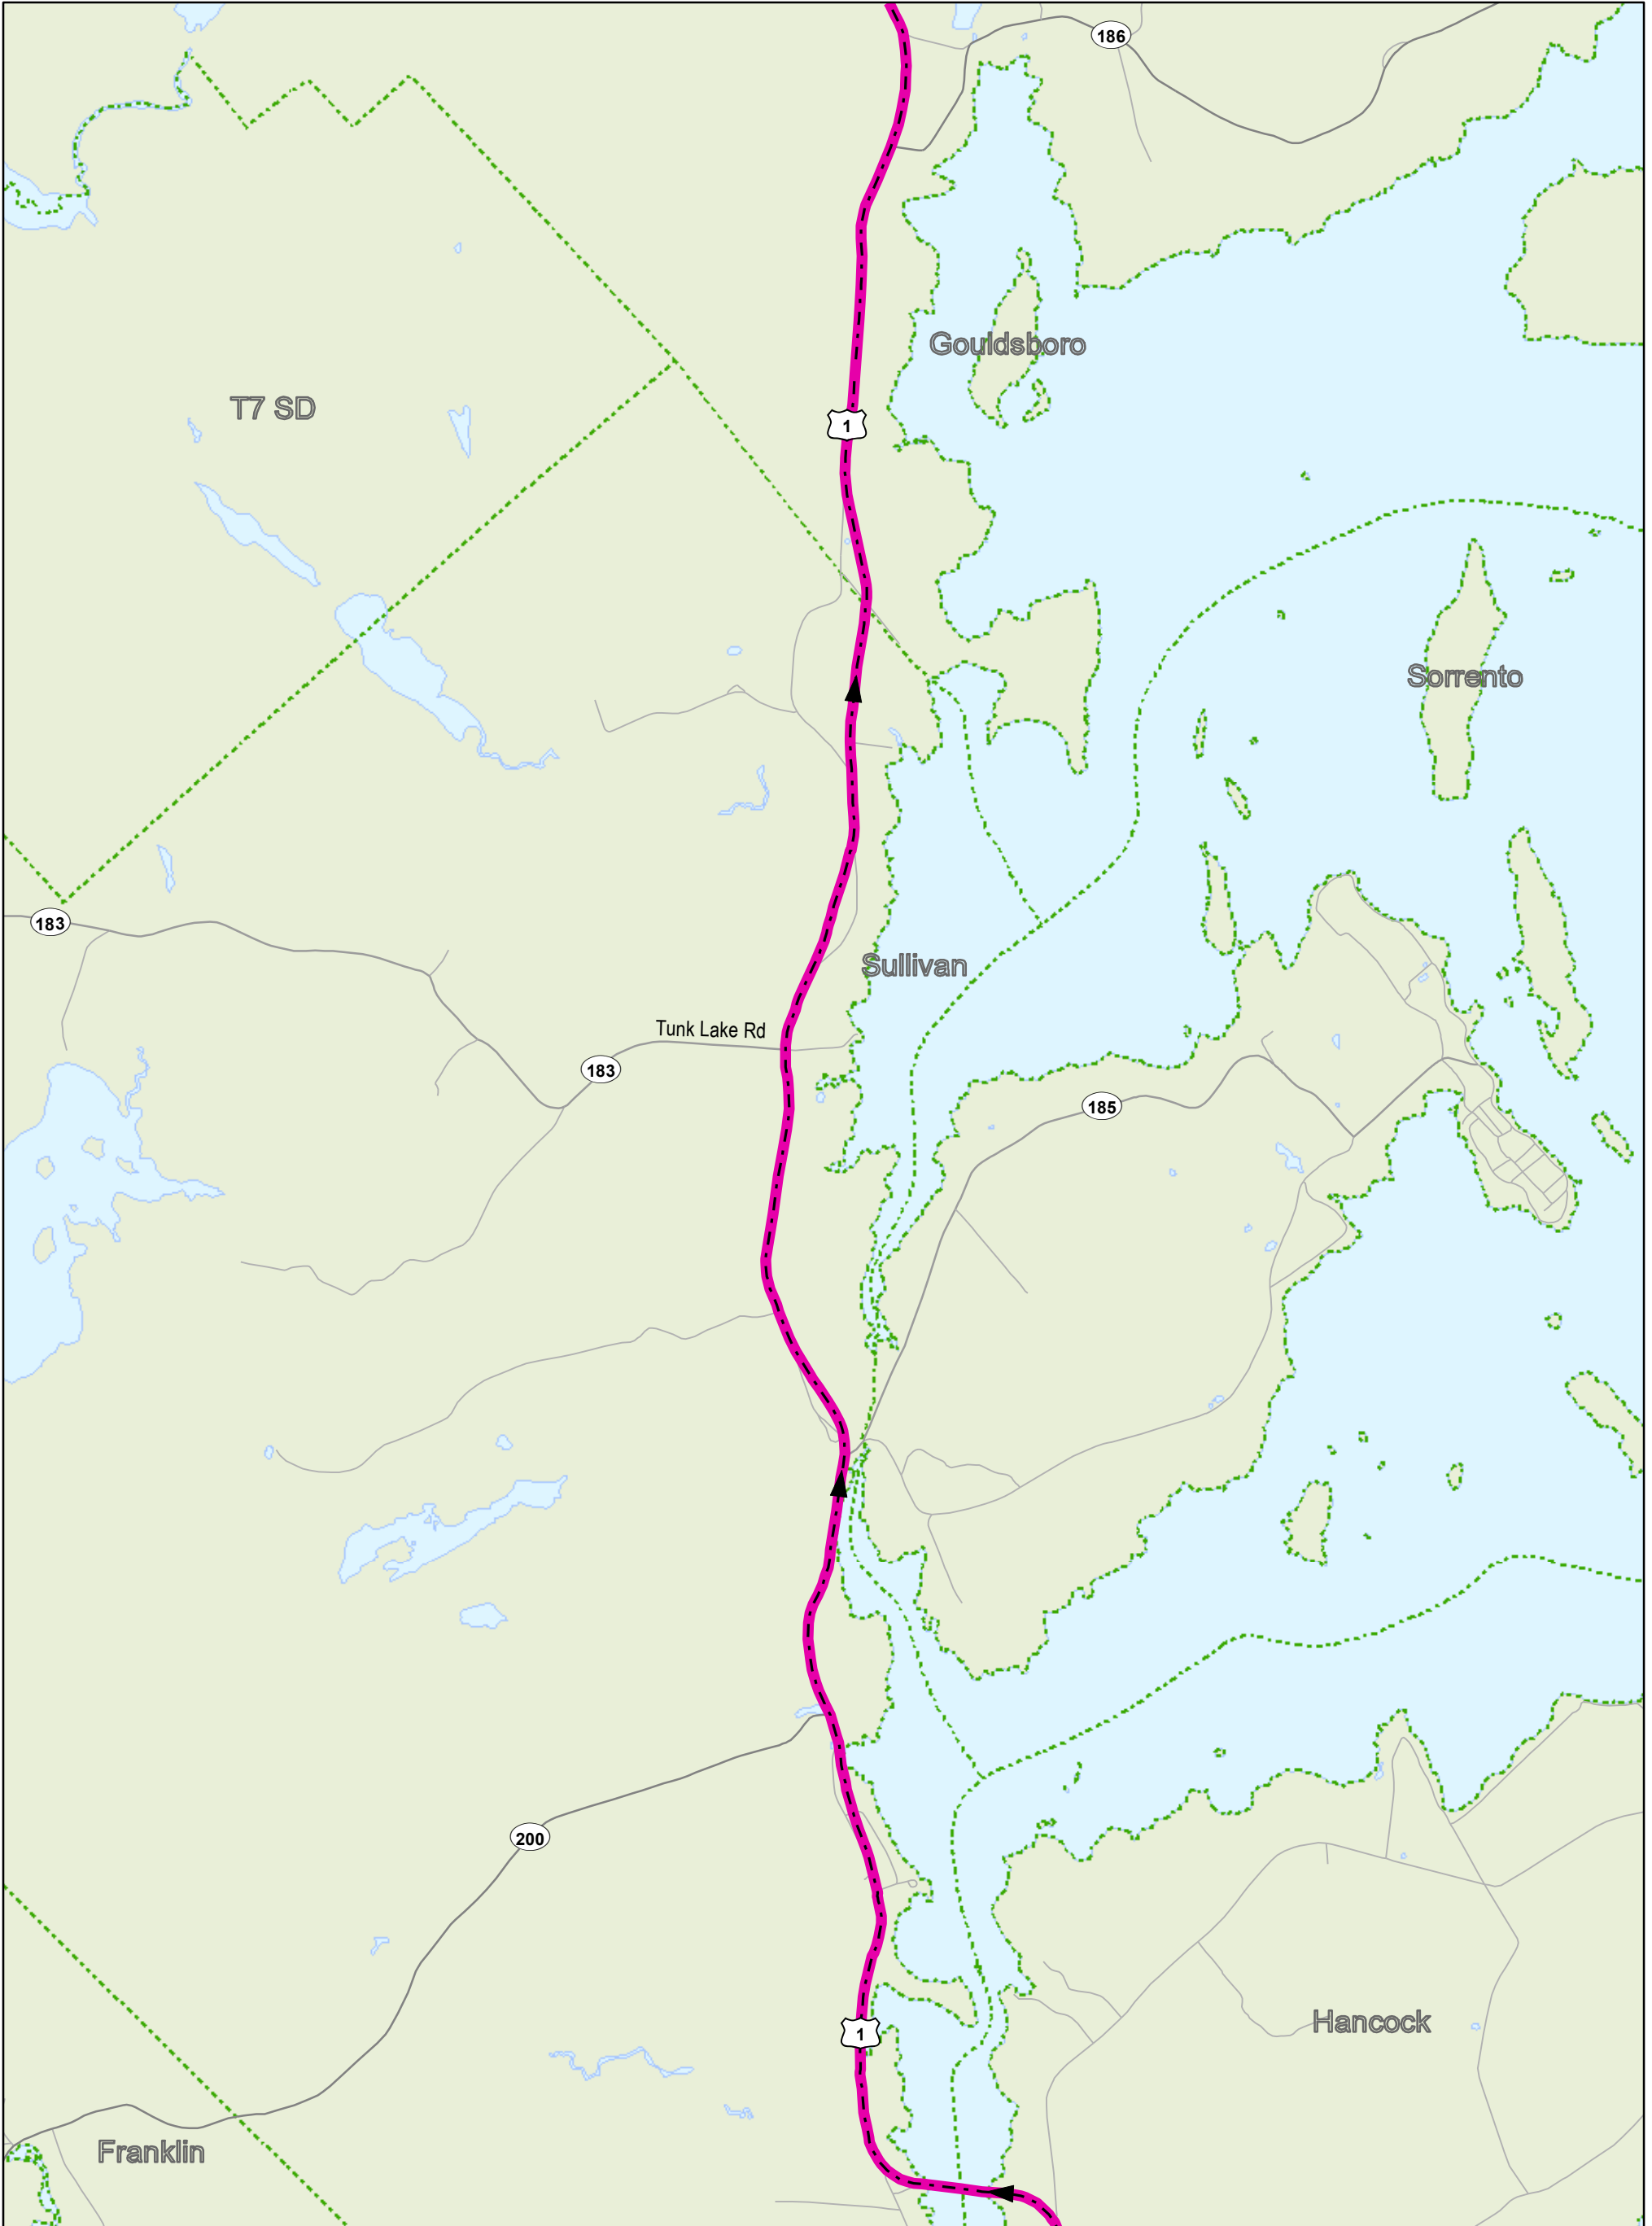 186
Gouldsboro
T7 SD
1
Sorrento
183
Sullivan
Tunk Lake Rd
183
185
200
1
Hancock
Franklin